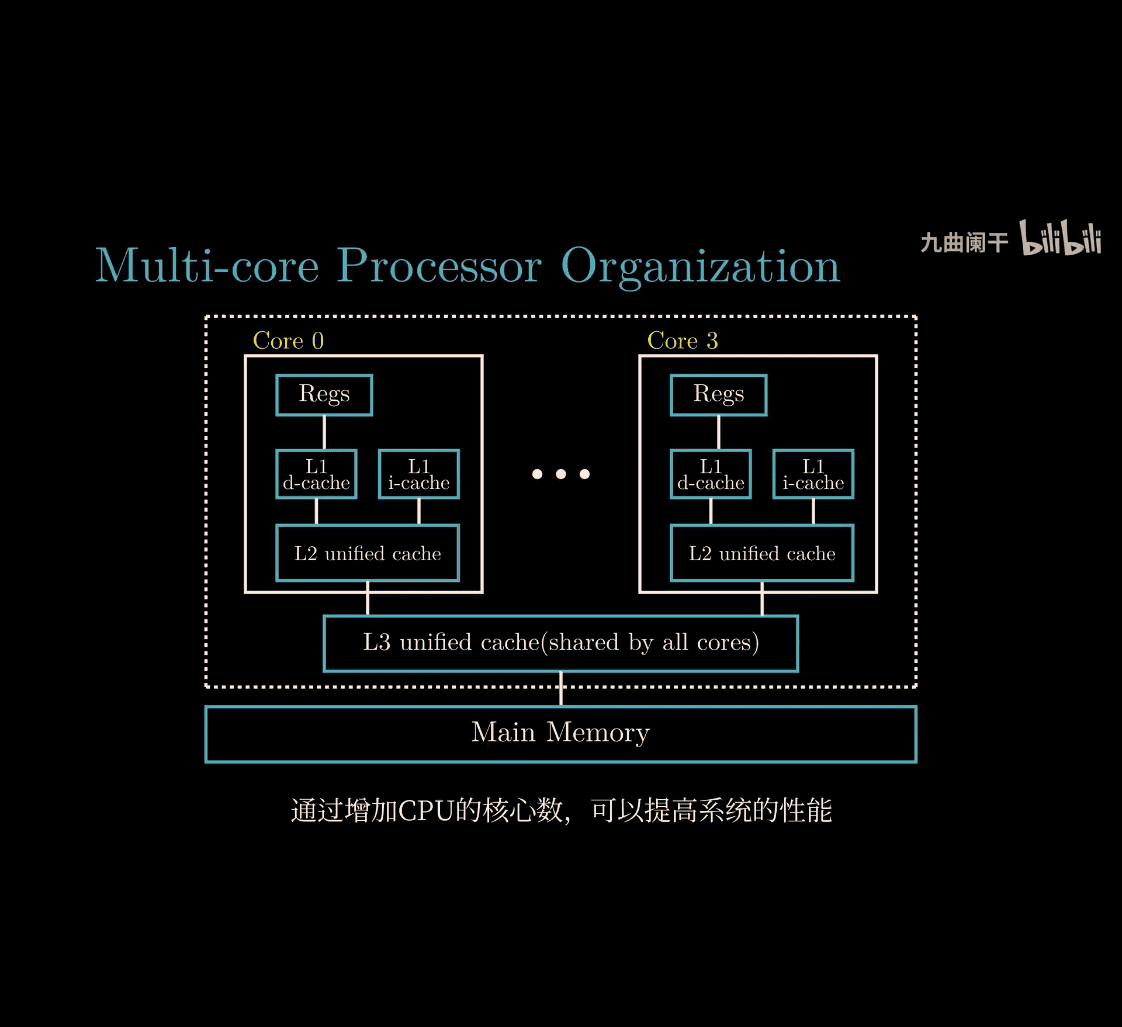 九曲阑干 bilibili
Multi-core Processor Organization
Core 0
Core 3
Regs
Regs
L1
d-cache
L1
i-cache
L1
d-cache
L1
i-cache
L2 unified cache
L2 unified cache
L3 unified cache(shared by all cores)
Main Memory
通过增加CPU的核心数，可以提高系统的性能